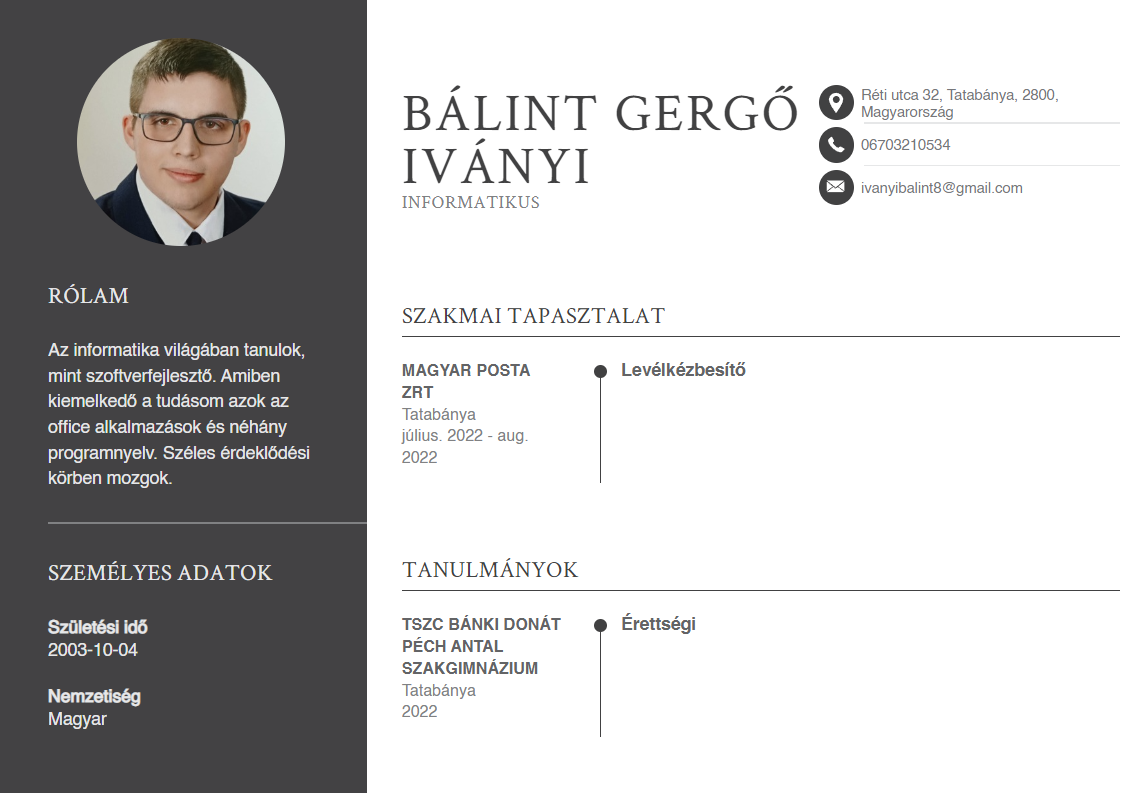 RÓLAM
Az informatika világában tanulok,
mint szoftverfejlesztő. Amiben
kiemelkedő a tudásom azok az
office alkalmazások és néhány
programnyelv. Széles érdeklődési
körben mozgok.
SZEMÉLYES ADATOK
Születési idő
2003-10-04
Nemzetiség
Magyar
BÁLINT GERGŐ
IVÁNYI
INFORMATIKUS
Réti utca 32, Tatabánya, 2800,
Magyarország
06703210534
ivanyibalint8@gmail.com
SZAKMAI TAPASZTALAT
MAGYAR POSTA
ZRT
Tatabánya
július. 2022 - aug.
2022
Levélkézbesítő
TANULMÁNYOK
TSZC BÁNKI DONÁT
PÉCH ANTAL
SZAKGIMNÁZIUM
Tatabánya
2022
Érettségi